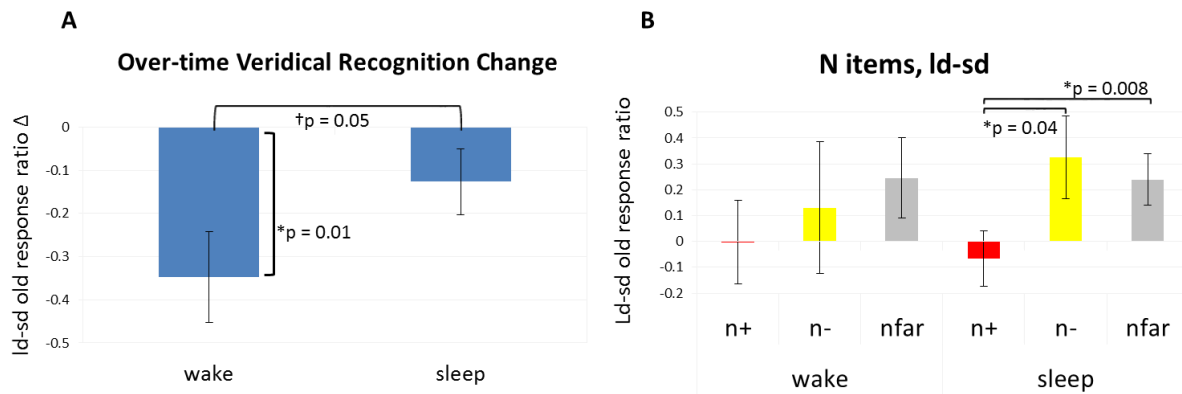 A
Over-time Veridical Recognition Change
ld-sd old response ratio Δ
0
-0.1
-0.2
-0.3
-0.4
-0.5
†p = 0.05
*p = 0.01
wake
sleep
B
N items, ld-sd
Ld-sd old response ratio
0.5
0.4
0.3
0.2
0.1
0
-0.1
-0.2
*p = 0.008
*p = 0.04
n+ n- nfar n+ n- nfar
wake sleep